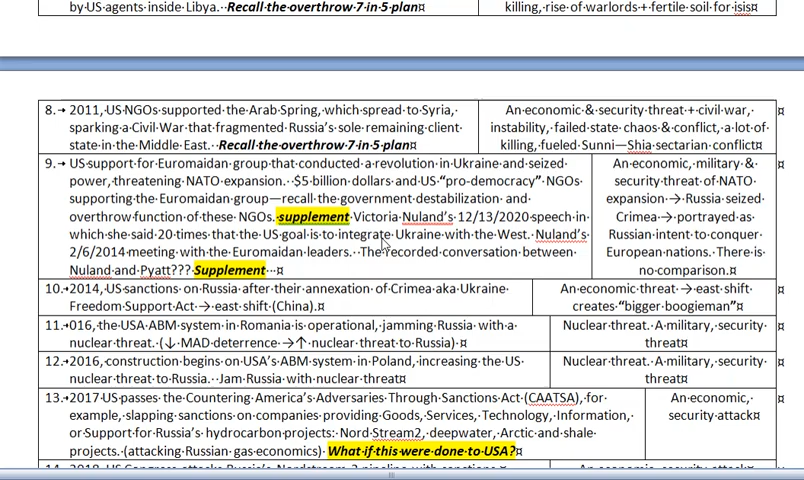 by US agents inside Libya. Recall the overthrow 7 in 5 plan¤
killing, rise of warlords + fertile soil for isis¤
8.→ 2011, US NGOs supported the Arab Spring, which spread to Syria,
sparking a Civil War that fragmented Russia's sole remaining client
state in the Middle East. Recall the overthrow 7 in 5 plan¤
An economic & security threat + civil war,
instability, failed state chaos & conflict, a lot of
killing, fueled Sunni—Shia sectarian conflict¤
9.→ US support for Euromaidan group that conducted a revolution in Ukraine and seized
power, threatening NATO expansion. $5 billion dollars and US “pro-democracy” NGOs
supporting the Euromaidan group—recall the government destabilization and
overthrow function of these NGOs. supplement Victoria Nuland's 12/13/2020 speech in
which she said 20 times that the US goal is to integrate Ukraine with the West. Nuland's
2/6/2014 meeting with the Euromaidan leaders. The recorded conversation between
Nuland and Pyatt??? Supplement ¤
An economic, military &
security threat of NATO
expansion → Russia seized
Crimea → portrayed as
Russian intent to conquer
European nations. There is
no comparison.¤
10.→ 2014, US sanctions on Russia after their annexation of Crimea aka Ukraine
Freedom Support Act → east shift (China).¤
An economic threat → east shift
creates “bigger boogieman”¤
11.→ 016, the USA ABM system in Romania is operational, jamming Russia with a
nuclear threat. (↓ MAD deterrence →↑ nuclear threat to Russia) ¤
Nuclear threat. A military, security
threat¤
12.→ 2016, construction begins on USA's ABM system in Poland, increasing the US
nuclear threat to Russia. Jam Russia with nuclear threat¤
Nuclear threat. A military, security
threat¤
13.→ 2017 US passes the Countering America's Adversaries Through Sanctions Act (CAATSA), for
example, slapping sanctions on companies providing Goods, Services, Technology, Information,
or Support for Russia's hydrocarbon projects: Nord Stream2, deepwater, Arctic and shale
projects. (attacking Russian gas economics) What if this were done to USA?¤
An economic,
security attack¤